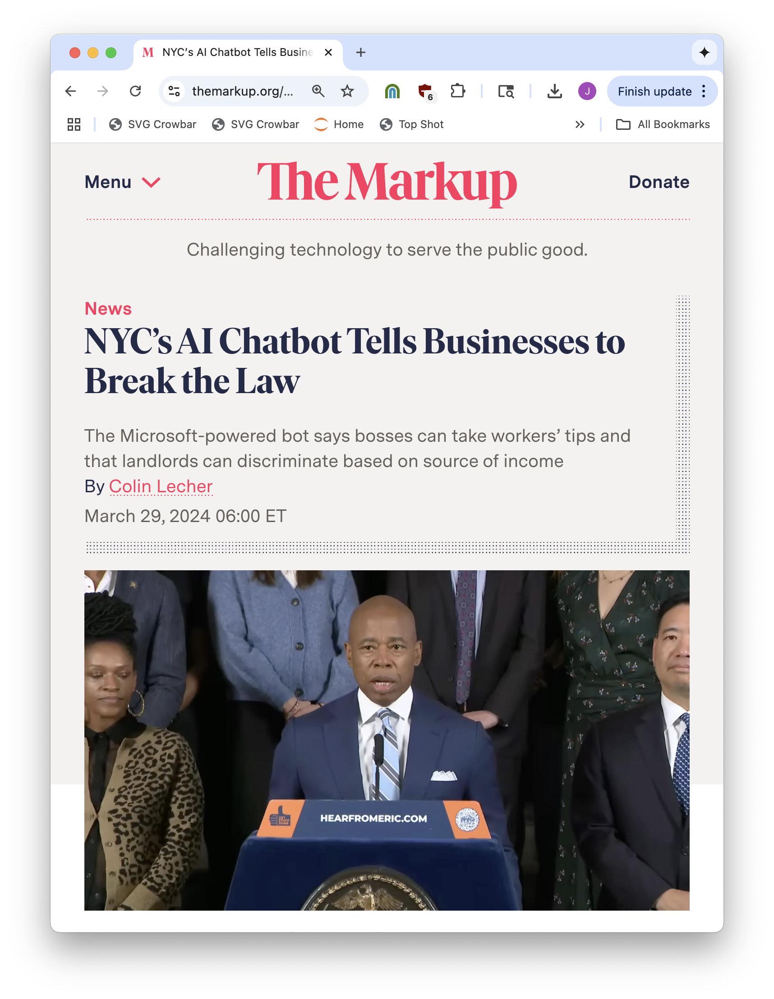 NYC's AI Chatbot Tells Busine
themarkup.org/...
6
J
Finish update
SVG Crowbar
SVG Crowbar
Home
Top Shot
All Bookmarks
Menu
The Markup
Donate
Challenging technology to serve the public good.
News
NYC's AI Chatbot Tells Businesses to
Break the Law
The Microsoft-powered bot says bosses can take workers' tips and
that landlords can discriminate based on source of income
By Colin Lecher
March 29, 2024 06:00 ET
GET
STUFF
DONE
HEARFROMERIC.COM